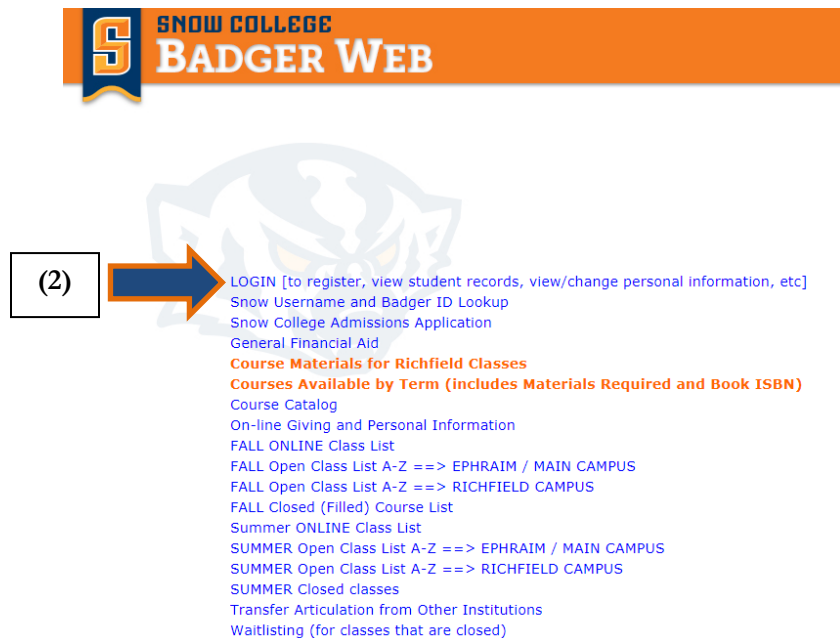 SNOW COLLEGE
BADGER WEB
(2)
LOGIN [to register, view student records, view/change personal information, etc]
Snow Username and Badger ID Lookup
Snow College Admissions Application
General Financial Aid
Course Materials for Richfield Classes
Courses Available by Term (includes Materials Required and Book ISBN)
Course Catalog
On-line Giving and Personal Information
FALL ONLINE Class List
FALL Open Class List A-Z ==> EPHRAIM / MAIN CAMPUS
FALL Open Class List A-Z ==> RICHFIELD CAMPUS
FALL Closed (Filled) Course List
Summer ONLINE Class List
SUMMER Open Class List A-Z ==> EPHRAIM / MAIN CAMPUS
SUMMER Open Class List A-Z ==> RICHFIELD CAMPUS
SUMMER Closed classes
Transfer Articulation from Other Institutions
Waitlisting (for classes that are closed)